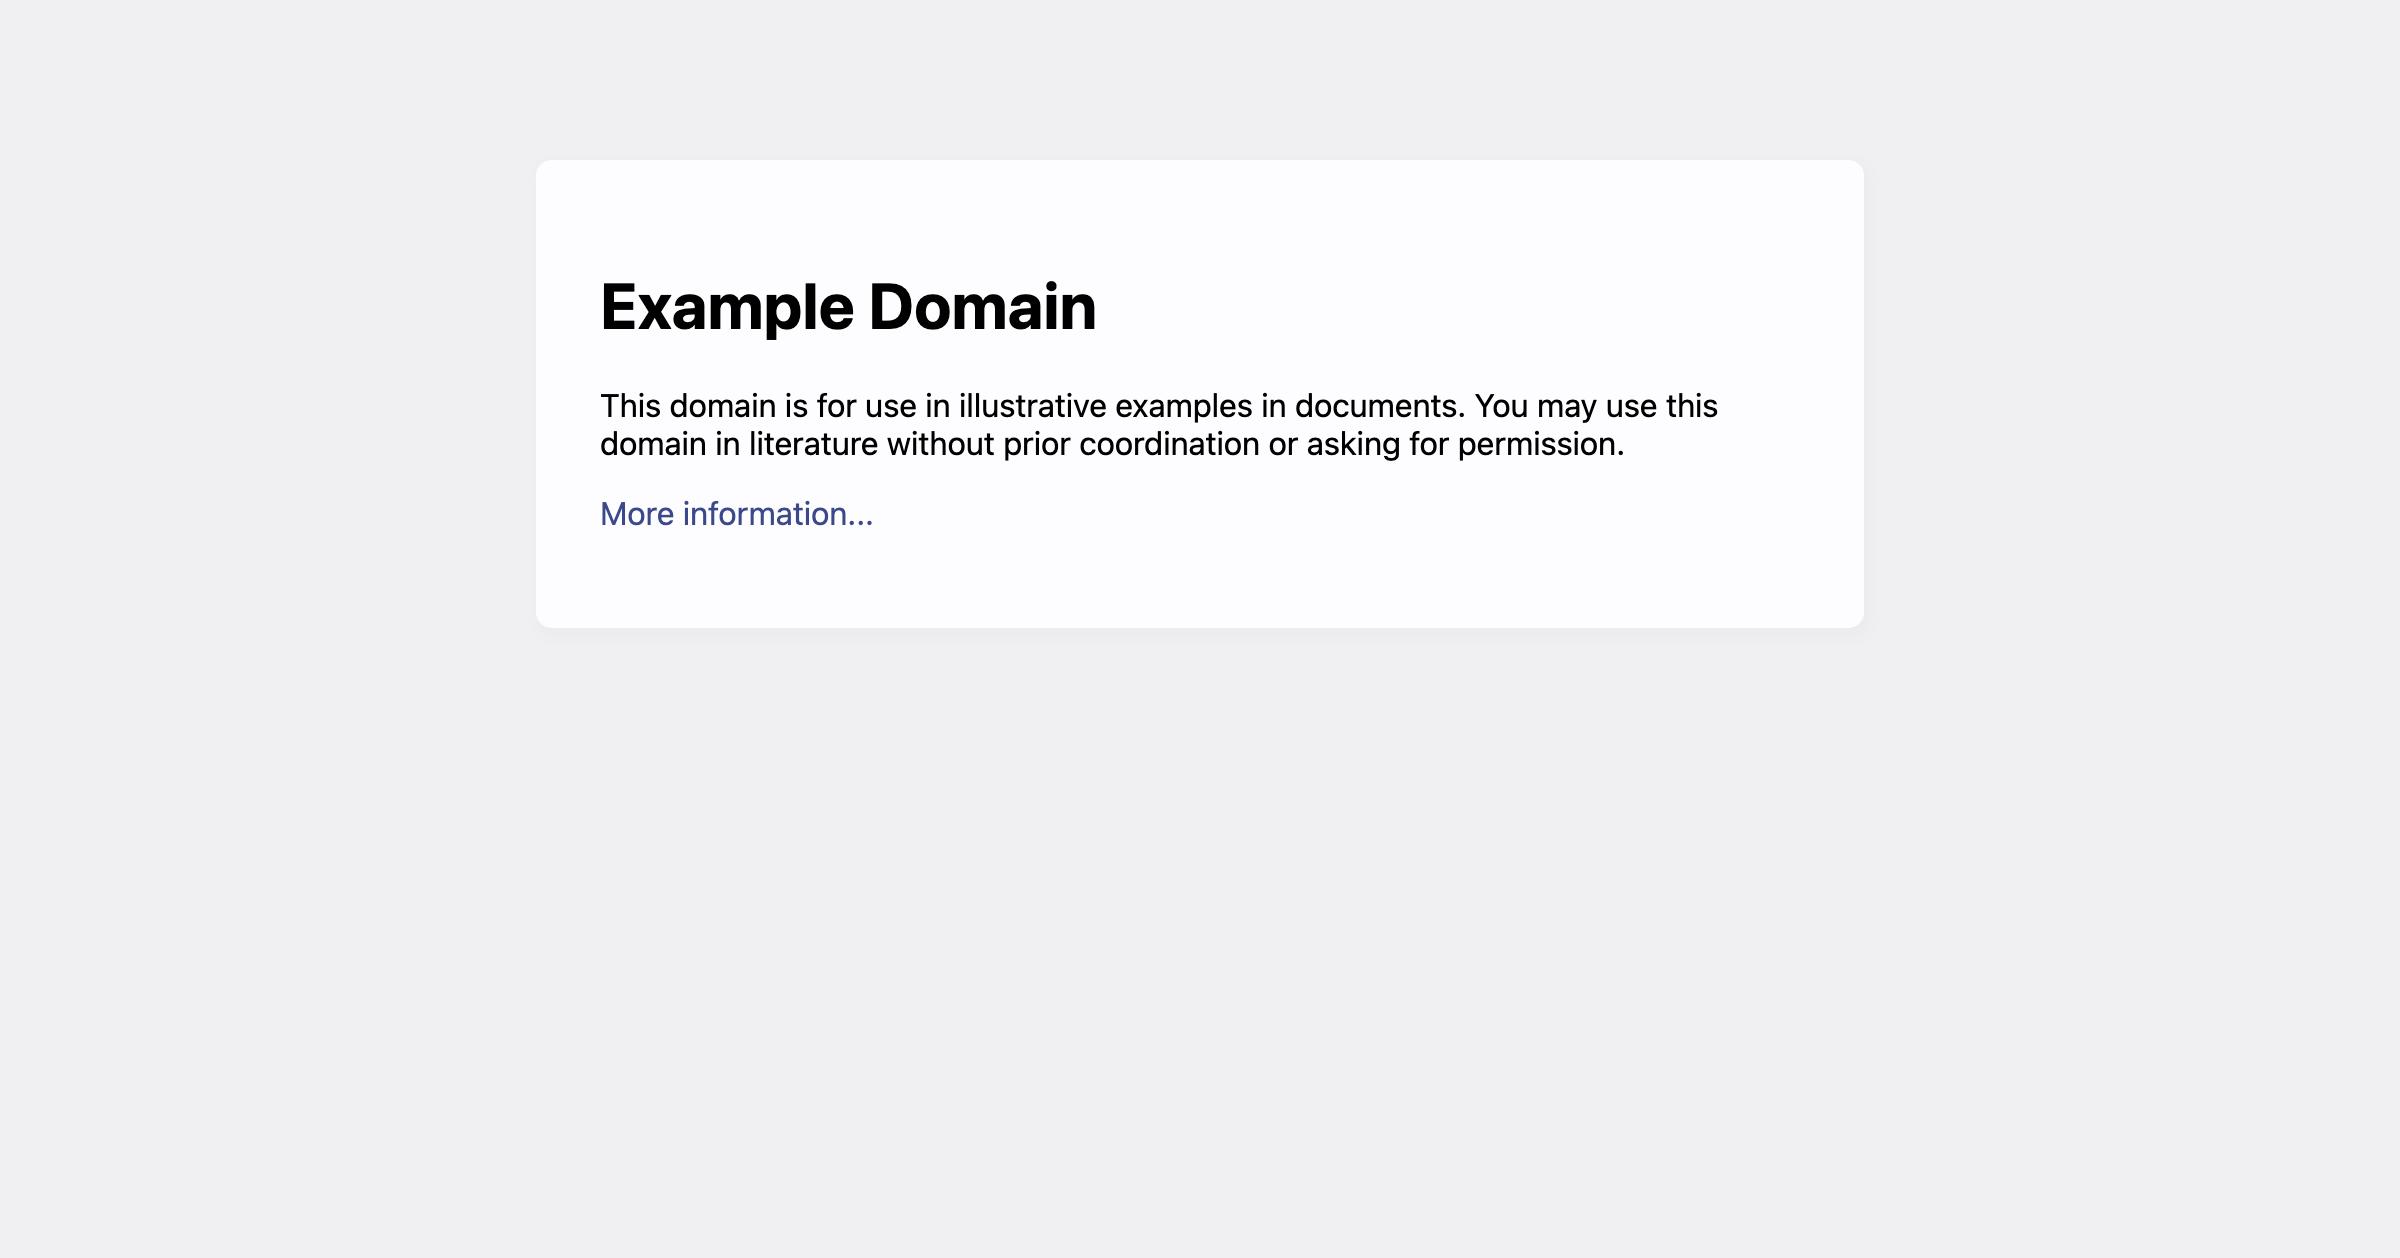 Example Domain
This domain is for use in illustrative examples in documents. You may use this
domain in literature without prior coordination or asking for permission.
More information...